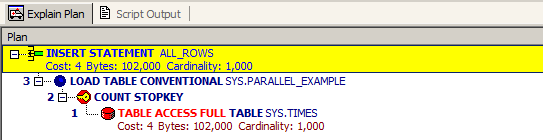 Explain Plan Script Output
Plan
INSERT STATEMENT ALL_ROWS
Cost: 4 Bytes: 102,000 Cardinality: 1,000
3 LOAD TABLE CONVENTIONAL SYS.PARALLEL_EXAMPLE
2 COUNT STOPKEY
1 TABLE ACCESS FULL TABLE SYS.TIMES
Cost: 4 Bytes: 102,000 Cardinality: 1,000